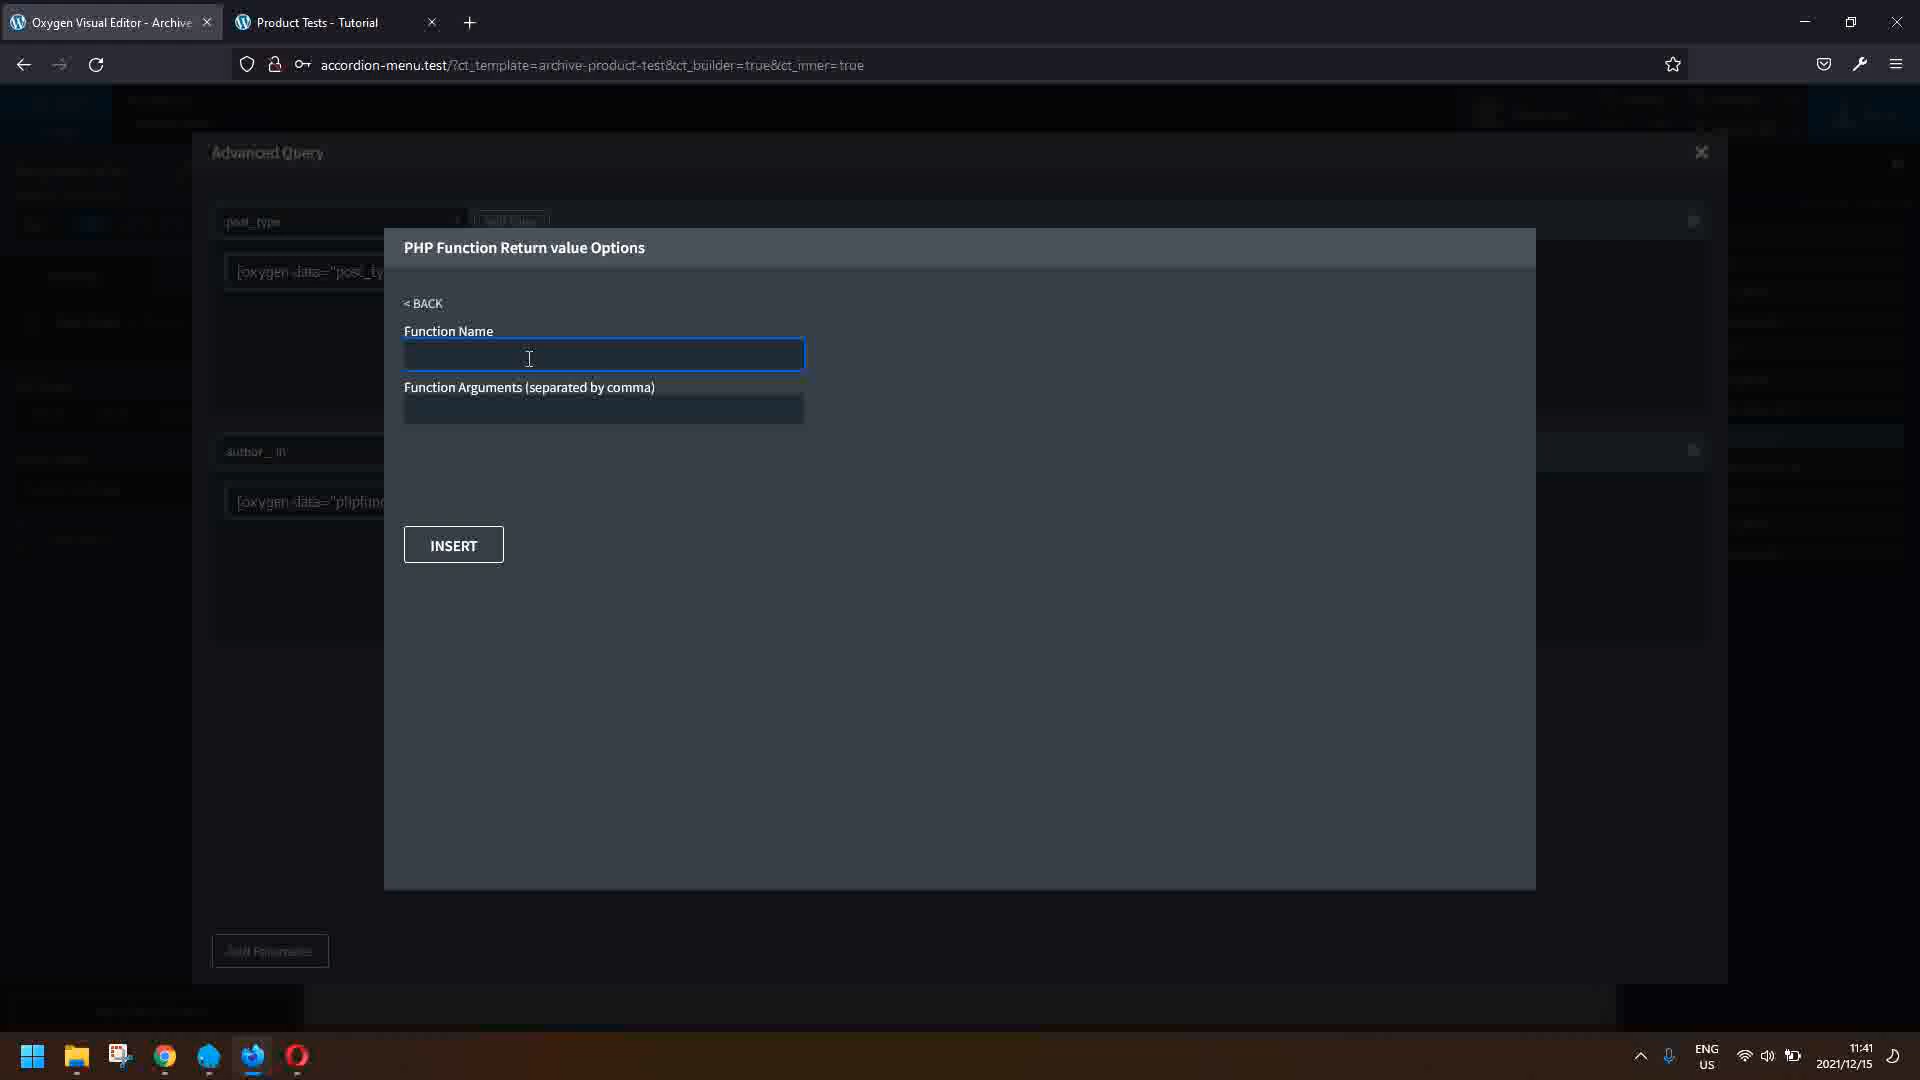 Oxygen Visual Editor - Archive
Product Tests - Tutorial
accordion-menu.test/?ct_template=archive-product-test&ct_builder=true&ct_inner=true
Advanced Query
post_type
[oxygen data="post_ty
PHP Function Return value Options
< BACK
Function Name
Function Arguments (separated by comma)
author__in
[oxygen data="phpfunc
INSERT
Add Parameter
ENG
US
11:41
2021/12/15